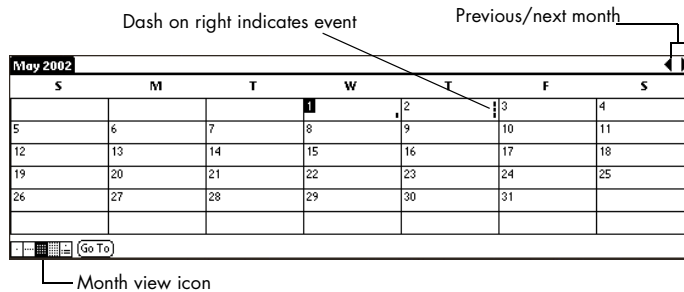 Dash on right indicates event
Previous/next month
May 2002
S M T W T F S
1 2 3 4
5 6 7 8 9 10 11
12 13 14 15 16 17 18
19 20 21 22 23 24 25
26 27 28 29 30 31
Go To
Month view icon